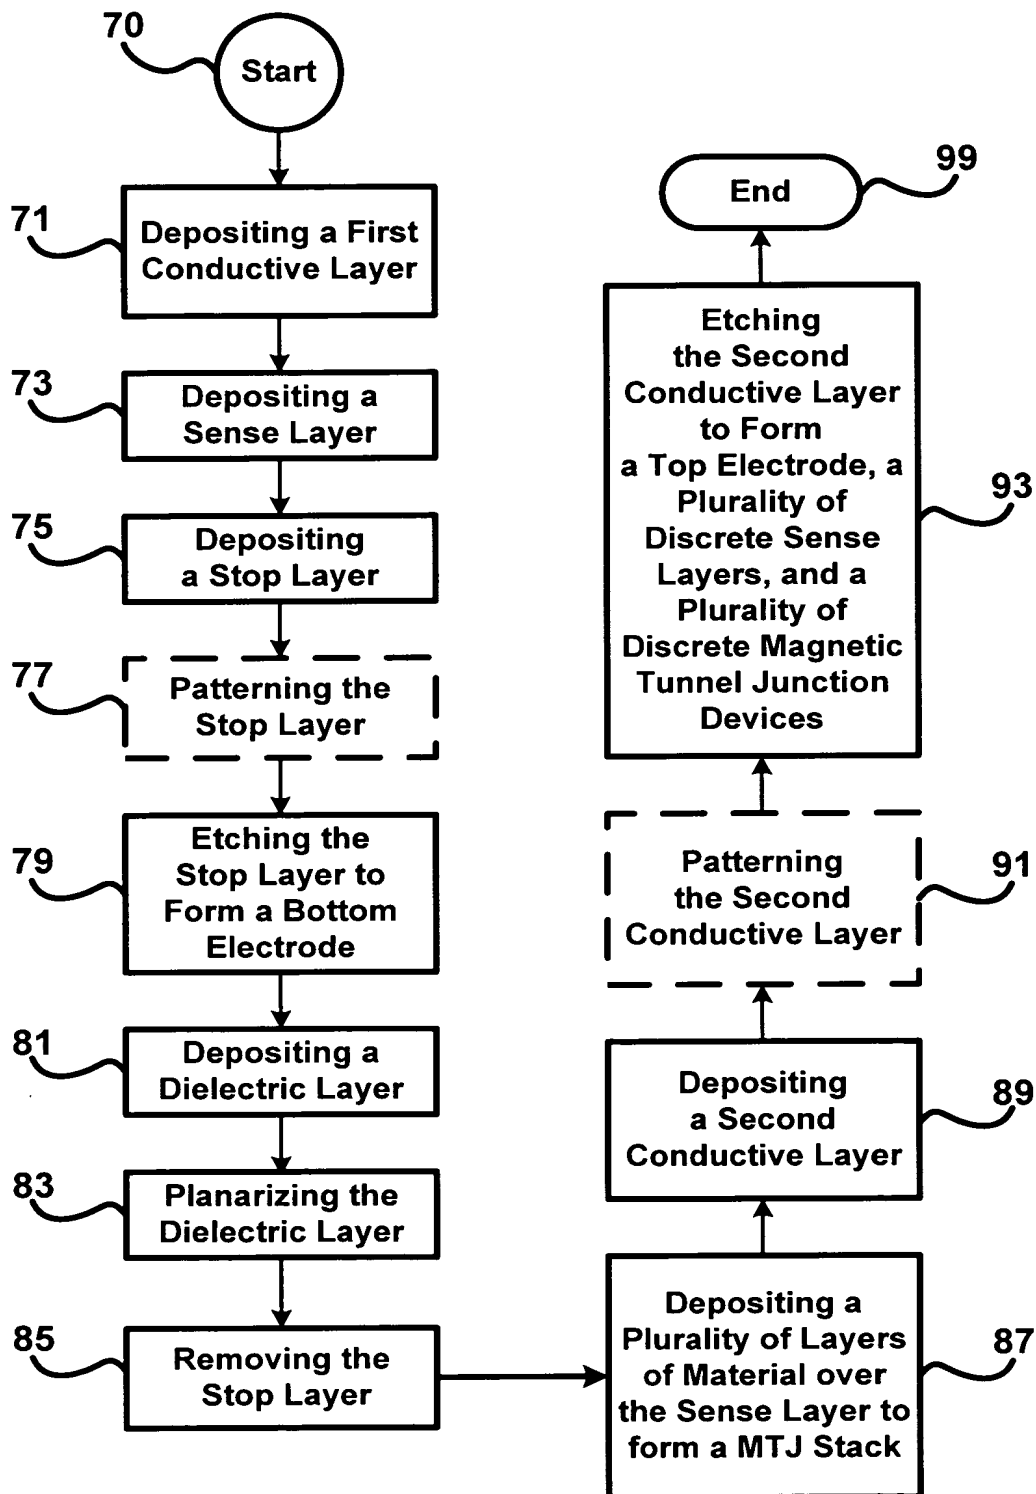 70
Start
71
Depositing a First
Conductive Layer
73
Depositing a
Sense Layer
75
Depositing
a Stop Layer
77
Patterning the
Stop Layer
79
Etching the
Stop Layer to
Form a Bottom
Electrode
81
Depositing a
Dielectric Layer
83
Planarizing the
Dielectric Layer
85
Removing the
Stop Layer
87
Depositing a
Plurality of Layers
of Material over
the Sense Layer to
form a MTJ Stack
89
Depositing
a Second
Conductive Layer
91
Patterning
the Second
Conductive Layer
93
Etching
the Second
Conductive Layer
to Form
a Top Electrode, a
Plurality of
Discrete Sense
Layers, and a
Plurality of
Discrete Magnetic
Tunnel Junction
Devices
99
End